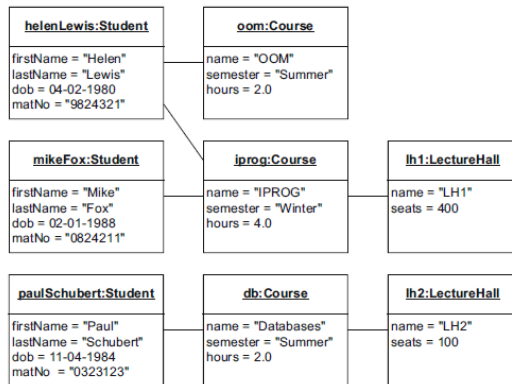 helenLewis:Student
firstName = "Helen"
lastName = "Lewis"
dob = 04-02-1980
matNo = "9824321"
oom:Course
name = "OOM"
semester = "Summer"
hours = 2.0
mikeFox:Student
firstName = "Mike"
lastName = "Fox"
dob = 02-01-1988
matNo = "0824211"
iprog:Course
name = "IPROG"
semester = "Winter"
hours = 4.0
lh1:LectureHall
name = "LH1"
seats = 400
paulSchubert:Student
firstName = "Paul"
lastName = "Schubert"
dob = 11-04-1984
matNo = "0323123"
db:Course
name = "Databases"
semester = "Summer"
hours = 2.0
lh2:LectureHall
name = "LH2"
seats = 100